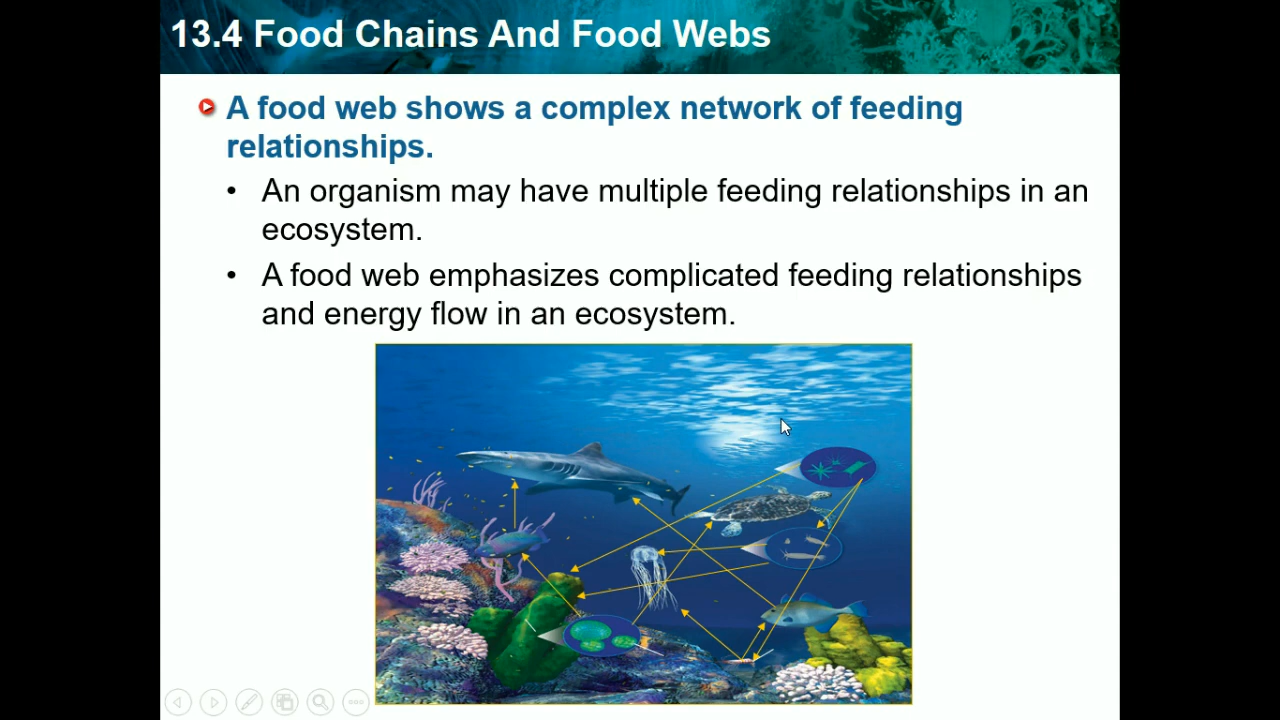 13.4 Food Chains And Food Webs
A food web shows a complex network of feeding
relationships.
• An organism may have multiple feeding relationships in an
ecosystem.
• A food web emphasizes complicated feeding relationships
and energy flow in an ecosystem.